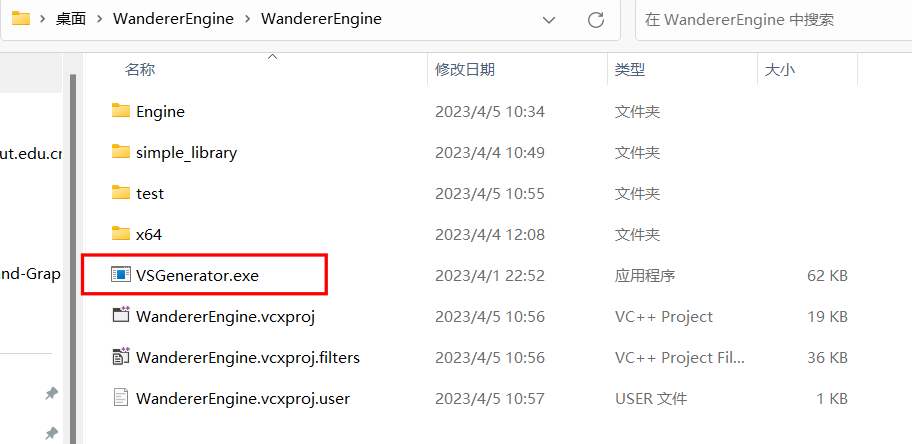 桌面 > WandererEngine > WandererEngine
在 WandererEngine 中搜索
名称 修改日期 类型 大小
Engine 2023/4/5 10:34 文件夹
simple_library 2023/4/4 10:49 文件夹
test 2023/4/5 10:55 文件夹
x64 2023/4/4 12:08 文件夹
VSGenerator.exe 2023/4/1 22:52 应用程序 62 KB
WandererEngine.vcxproj 2023/4/5 10:56 VC++ Project 19 KB
WandererEngine.vcxproj.filters 2023/4/5 10:56 VC++ Project Fil... 36 KB
WandererEngine.vcxproj.user 2023/4/5 10:57 USER 文件 1 KB
ut.edu.cn
nd-Grap